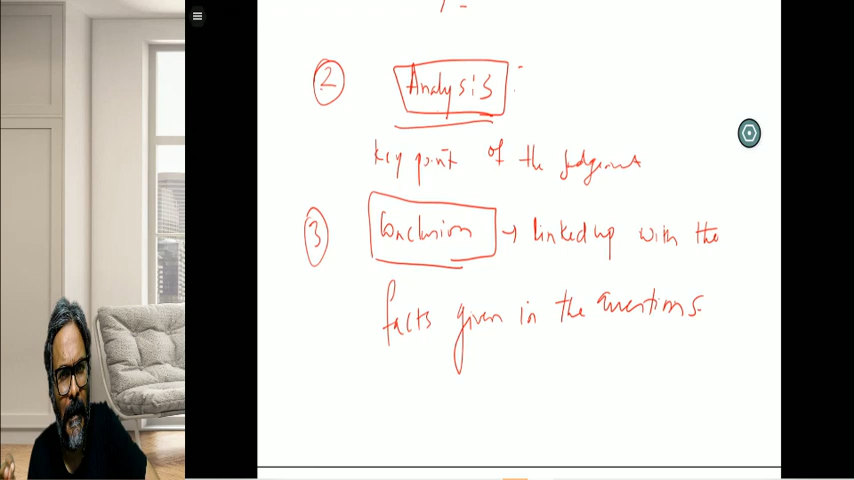 2 Analysis :
key point of the judgement
3 Conclusion → linked up with the
facts given in the questions.